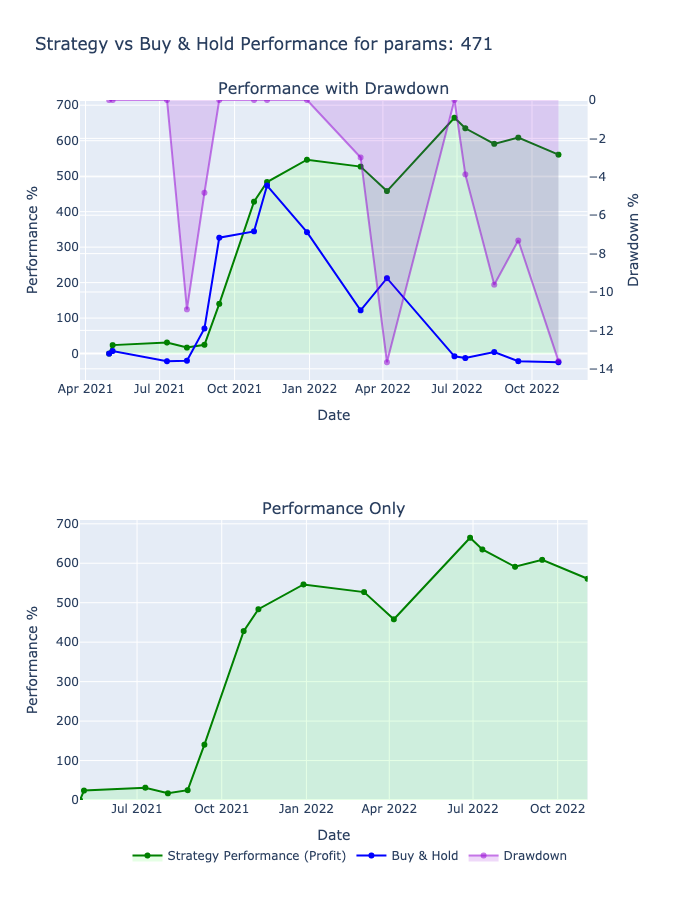 Strategy vs Buy & Hold Performance for params: 471
Performance with Drawdown
700
600
500
400
300
200
100
0
Performance %
0
−2
−4
−6
−8
−10
−12
−14
Drawdown %
Apr 2021 Jul 2021 Oct 2021 Jan 2022 Apr 2022 Jul 2022 Oct 2022
Date
Performance Only
700
600
500
400
300
200
100
0
Performance %
Jul 2021 Oct 2021 Jan 2022 Apr 2022 Jul 2022 Oct 2022
Date
Strategy Performance (Profit) Buy & Hold Drawdown